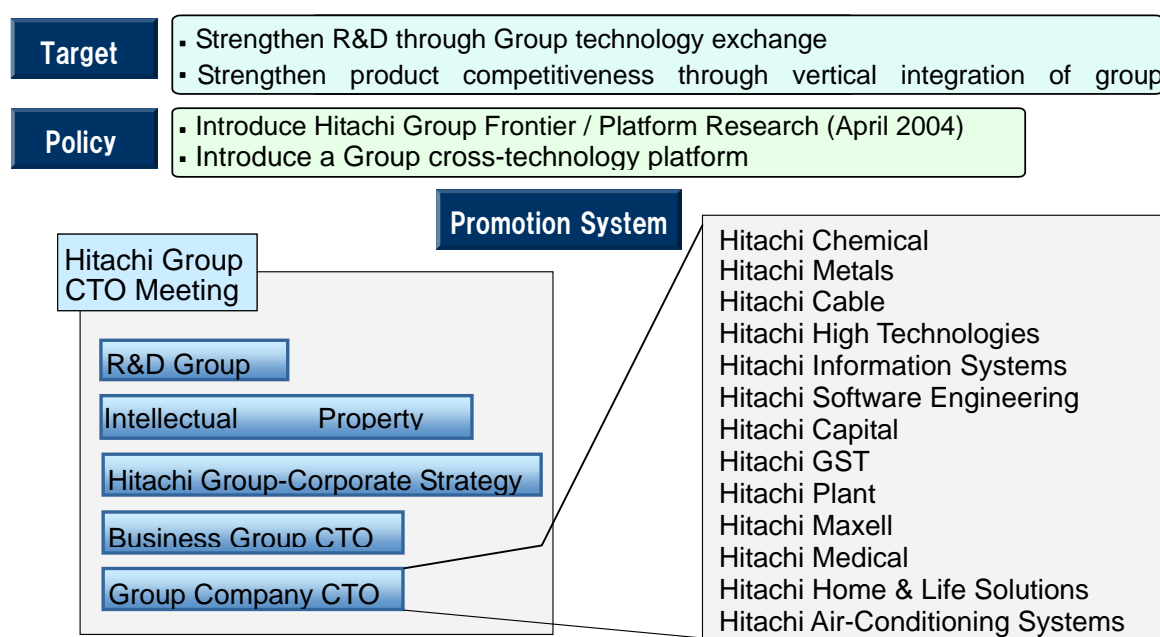 Target
▪ Strengthen R&D through Group technology exchange
▪ Strengthen product competitiveness through vertical integration of group
Policy
▪ Introduce Hitachi Group Frontier / Platform Research (April 2004)
▪ Introduce a Group cross-technology platform
Promotion System
Hitachi Group
CTO Meeting
R&D Group
Intellectual Property
Hitachi Group-Corporate Strategy
Business Group CTO
Group Company CTO
Hitachi Chemical
Hitachi Metals
Hitachi Cable
Hitachi High Technologies
Hitachi Information Systems
Hitachi Software Engineering
Hitachi Capital
Hitachi GST
Hitachi Plant
Hitachi Maxell
Hitachi Medical
Hitachi Home & Life Solutions
Hitachi Air-Conditioning Systems